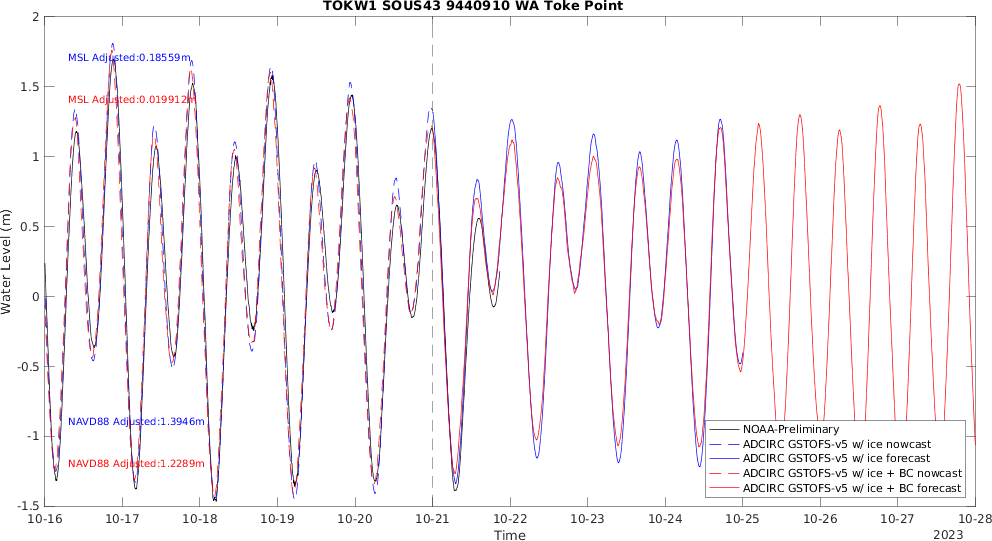 TOKW1 SOUS43 9440910 WA Toke Point
2
1.5
1
0.5
0
-0.5
-1
-1.5
Water Level (m)
MSL Adjusted:0.18559m
MSL Adjusted:0.019912m
NAVD88 Adjusted:1.3946m
NAVD88 Adjusted:1.2289m
NOAA-Preliminary
ADCIRC GSTOFS-v5 w/ ice nowcast
ADCIRC GSTOFS-v5 w/ ice forecast
ADCIRC GSTOFS-v5 w/ ice + BC nowcast
ADCIRC GSTOFS-v5 w/ ice + BC forecast
10-16 10-17 10-18 10-19 10-20 10-21 10-22 10-23 10-24 10-25 10-26 10-27 10-28
Time
2023